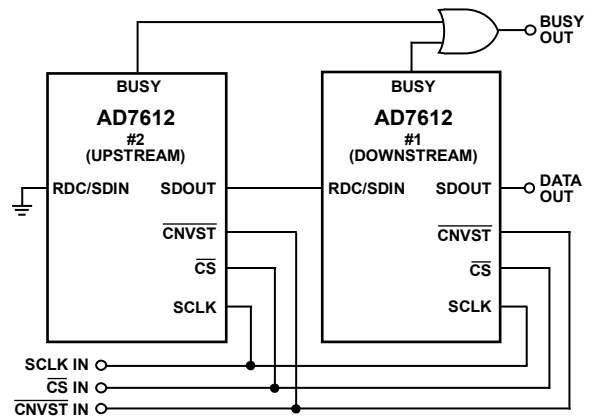 BUSY
OUT
BUSY
AD7612
#2
(UPSTREAM)
RDC/SDIN
SDOUT
CNVST
CS
SCLK
BUSY
AD7612
#1
(DOWNSTREAM)
RDC/SDIN
SDOUT
CNVST
CS
SCLK
DATA
OUT
SCLK IN
CS IN
CNVST IN